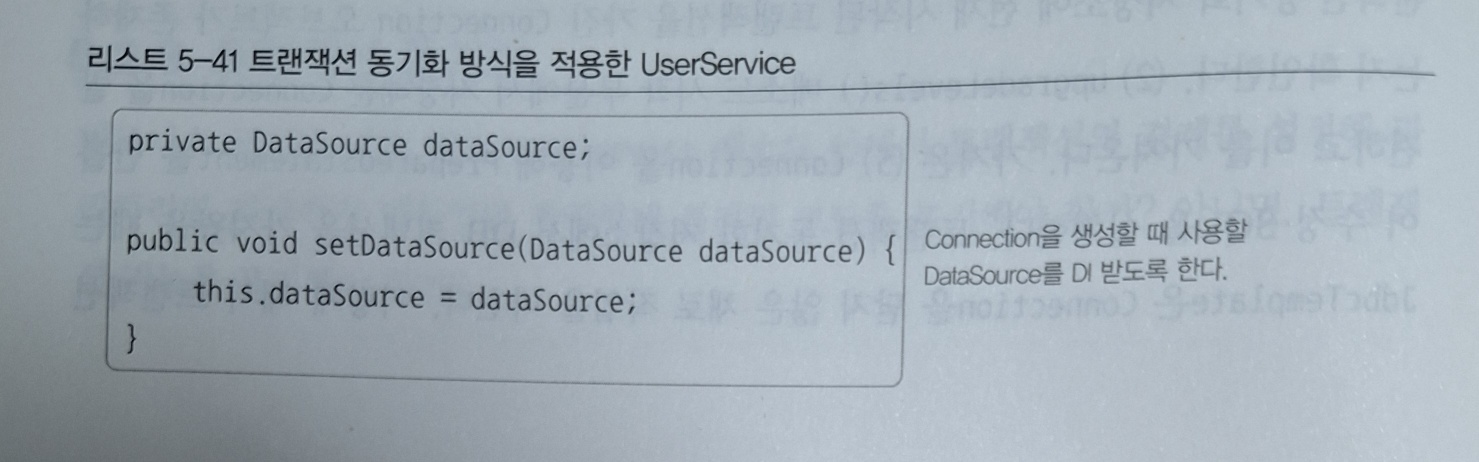 리스트 5–41 트랜잭션 동기화 방식을 적용한 UserService
private DataSource dataSource;
public void setDataSource(DataSource dataSource) {
this.dataSource = dataSource;
}
Connection을 생성할 때 사용할
DataSource를 DI 받도록 한다.